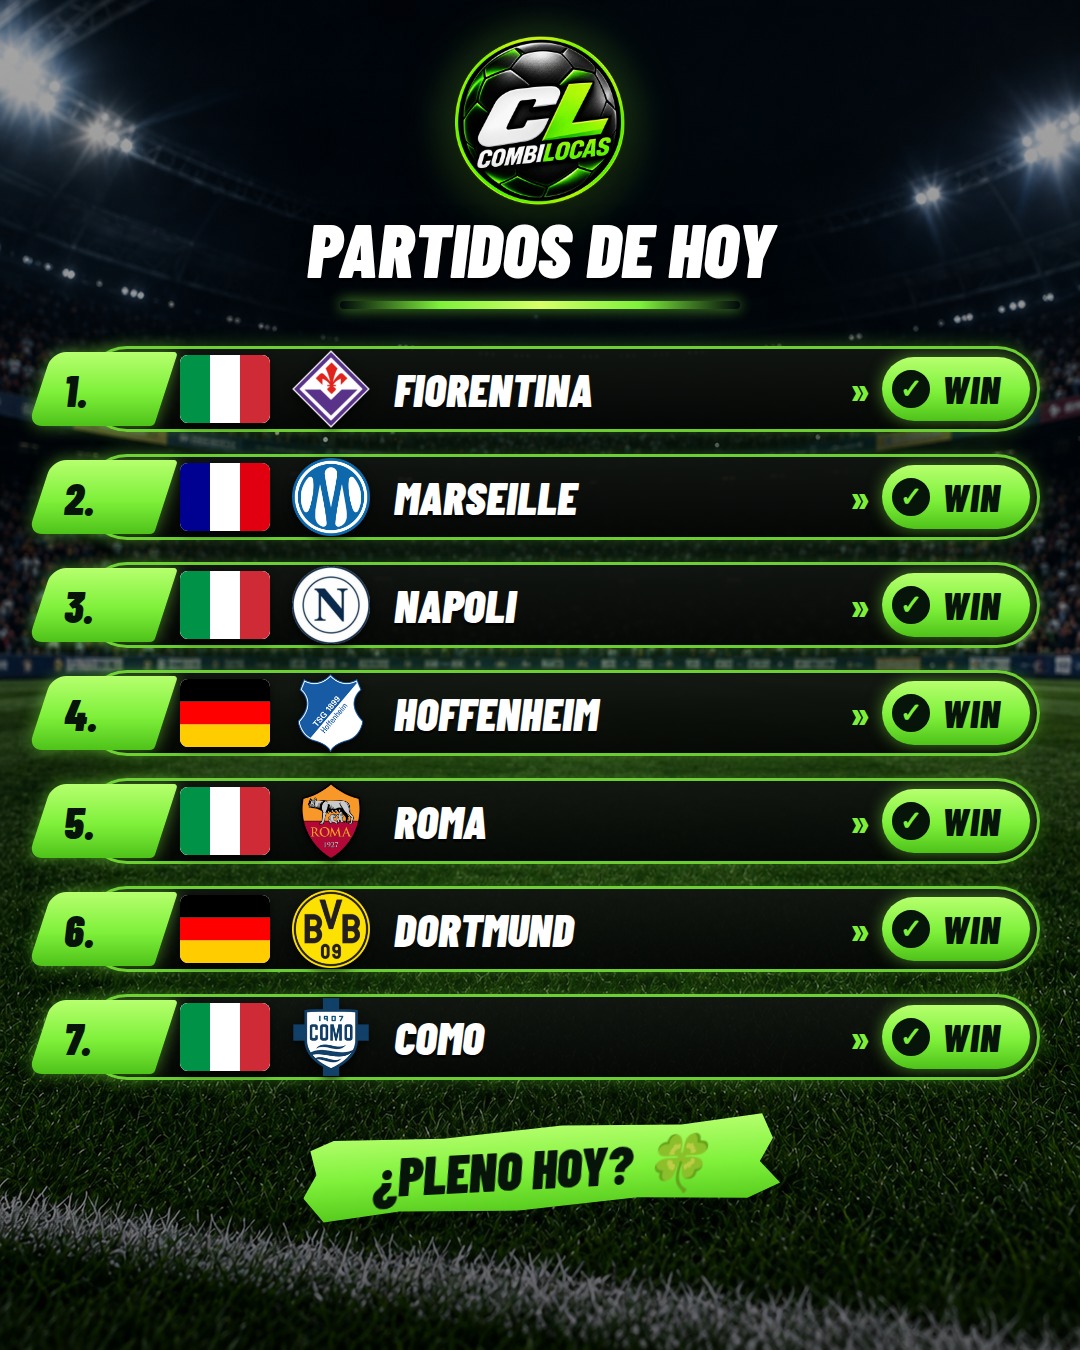 CL
COMBILOCAS
PARTIDOS DE HOY
1. FIORENTINA » ✓ WIN
2. MARSEILLE » ✓ WIN
3. N NAPOLI » ✓ WIN
4. TSG 1899 Hoffenheim HOFFENHEIM » ✓ WIN
5. ROMA 1927 ROMA » ✓ WIN
6. BVB 09 DORTMUND » ✓ WIN
7. 1907 COMO COMO » ✓ WIN
¿PLENO HOY? 🍀